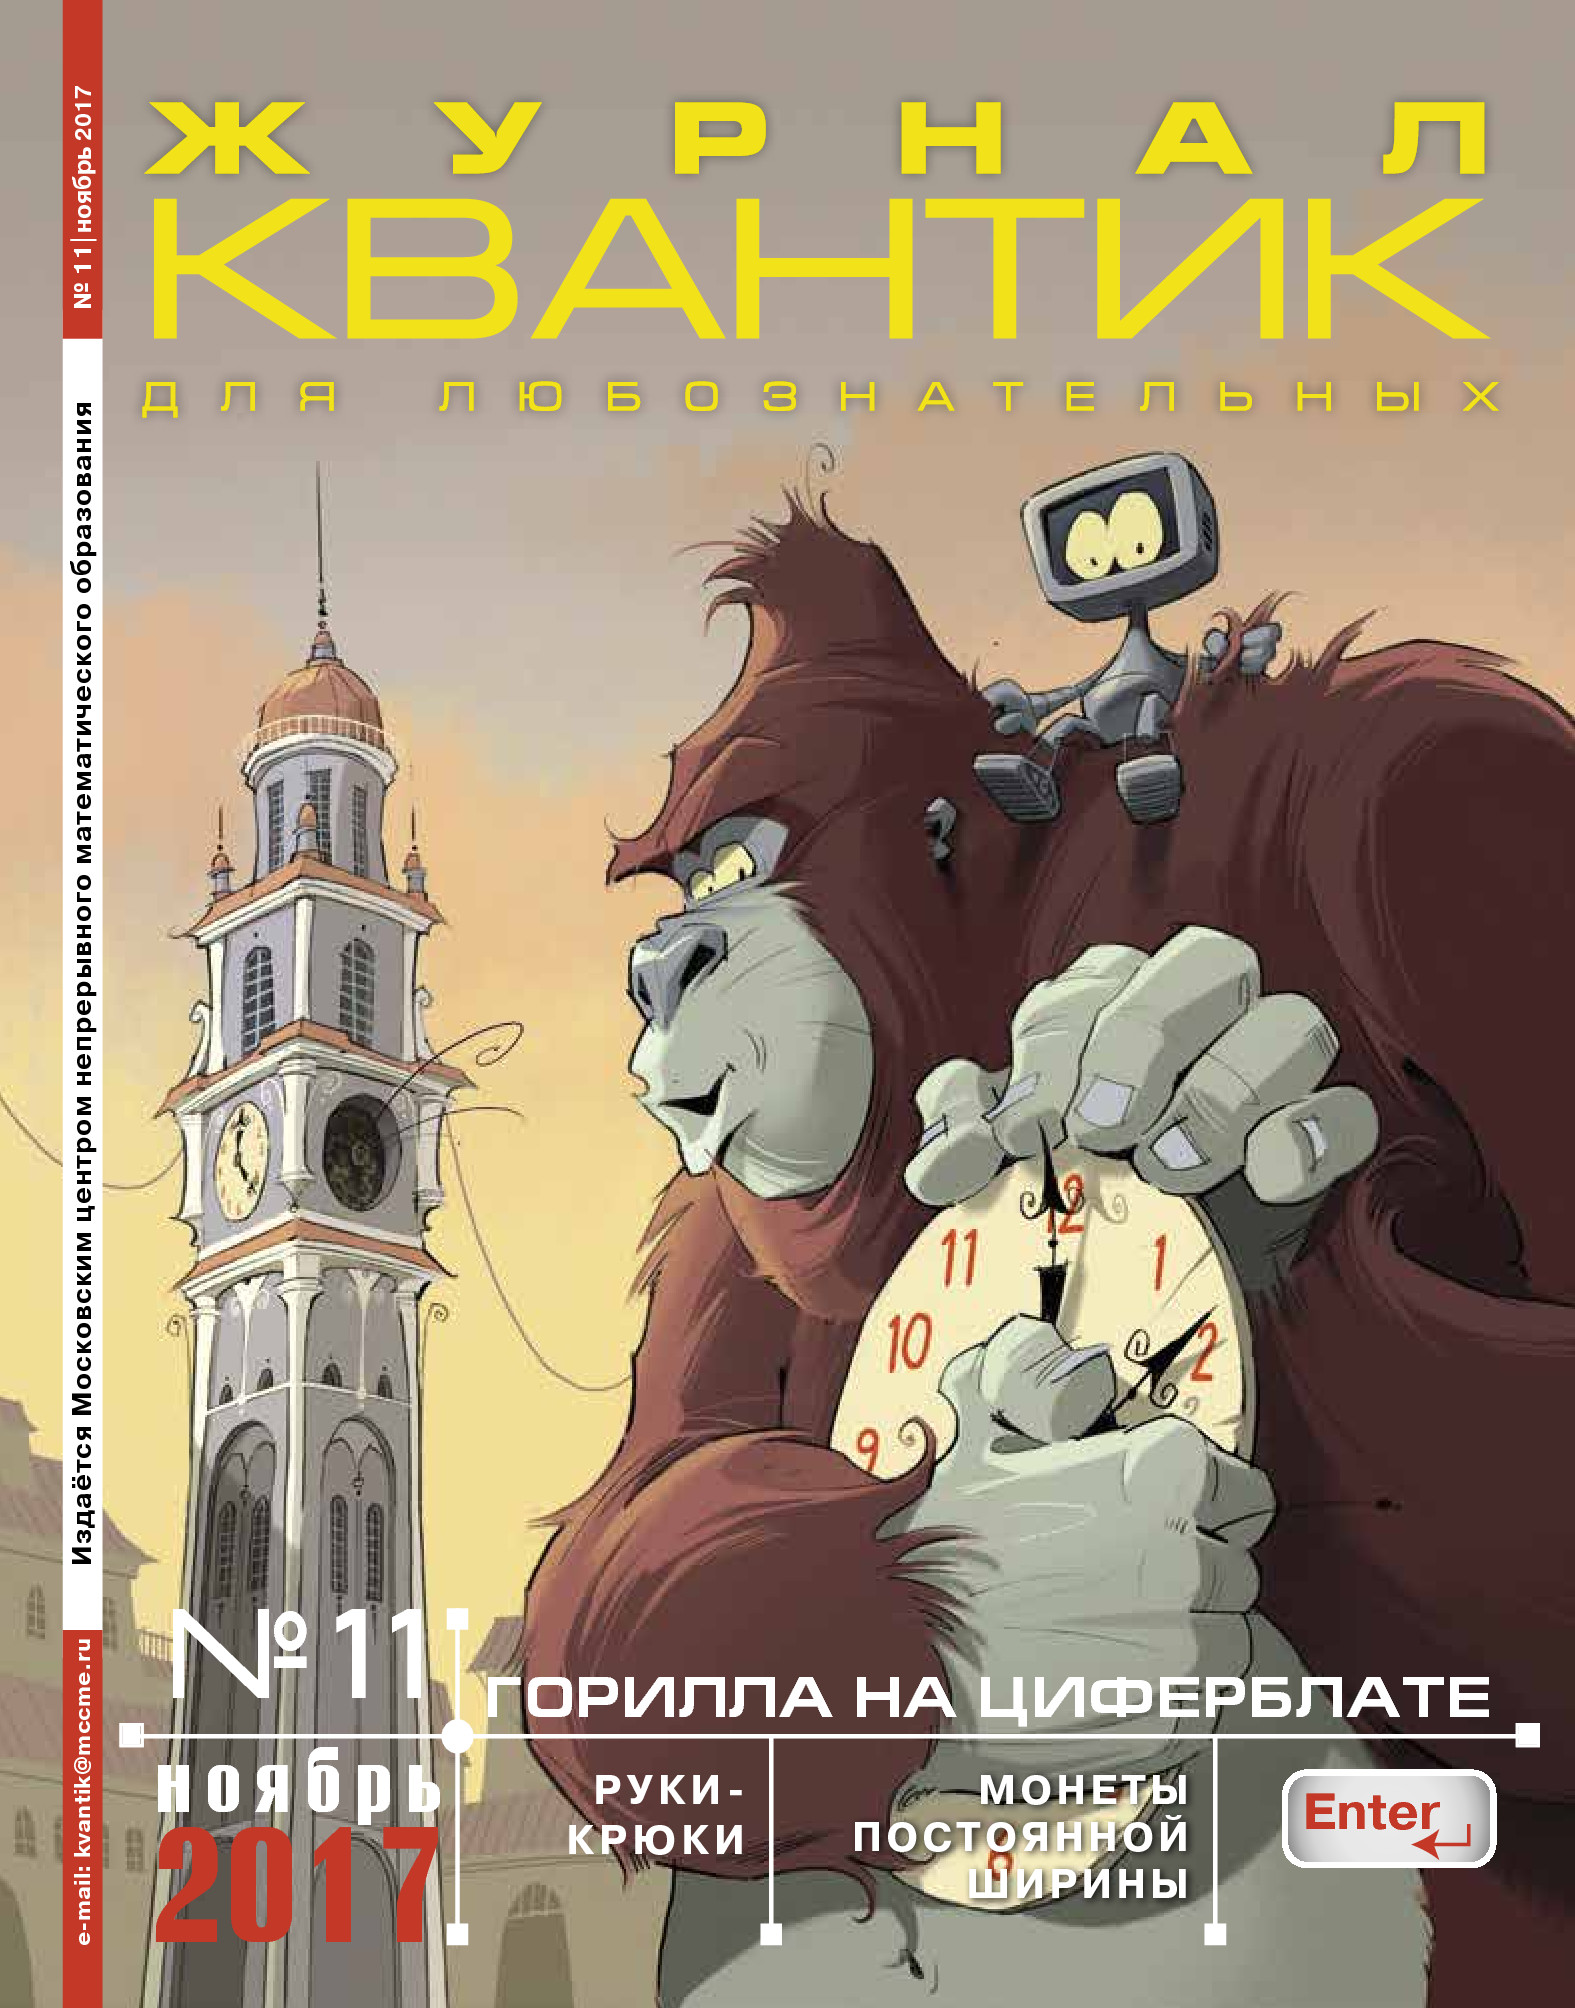 № 11 | ноябрь 2017
Издаётся Московским центром непрерывного математического образования
e-mail: kvantik@mccme.ru
ЖУРНАЛ
КВАНТИК
ДЛЯ ЛЮБОЗНАТЕЛЬНЫХ
12
11
1
10
2
9
6
№ 11
ноябрь
2017
ГОРИЛЛА НА ЦИФЕРБЛАТЕ
РУКИ-
КРЮКИ
МОНЕТЫ
ПОСТОЯННОЙ
ШИРИНЫ
Enter